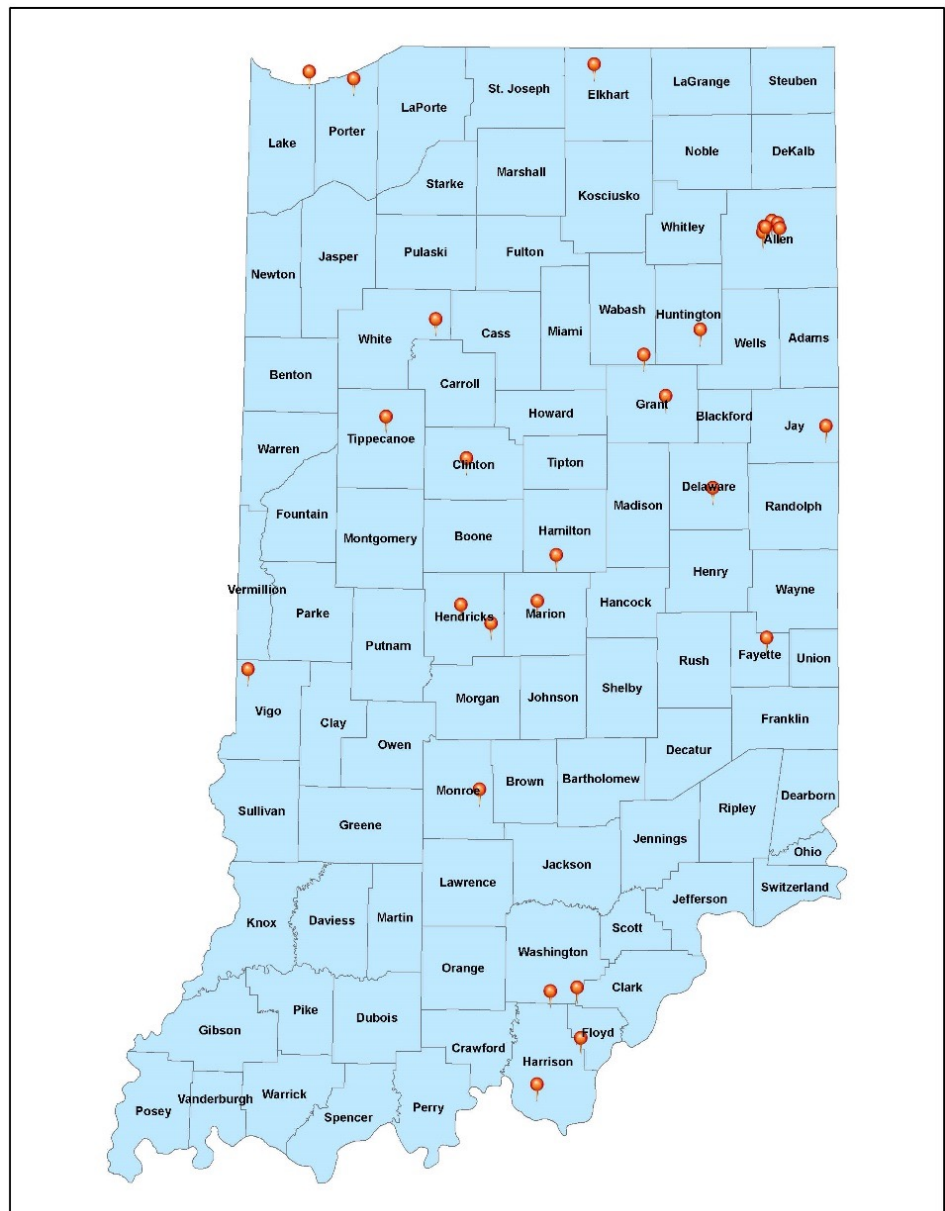 St. Joseph
LaGrange
Steuben
Elkhart
LaPorte
Porter
Lake
Noble
DeKalb
Marshall
Starke
Kosciusko
Whitley
Allen
Fulton
Pulaski
Jasper
Newton
Wabash
Huntington
Miami
Cass
White
Wells
Adams
Benton
Carroll
Grant
Howard
Blackford
Jay
Tippecanoe
Warren
Clinton
Tipton
Delaware
Madison
Randolph
Fountain
Hamilton
Boone
Montgomery
Henry
Vermillion
Wayne
Hancock
Parke
Hendricks
Marion
Putnam
Fayette
Union
Rush
Shelby
Morgan
Johnson
Vigo
Clay
Franklin
Owen
Decatur
Bartholomew
Brown
Monroe
Dearborn
Ripley
Sullivan
Greene
Jennings
Ohio
Jackson
Lawrence
Switzerland
Jefferson
Knox
Daviess
Martin
Scott
Washington
Orange
Clark
Pike
Dubois
Gibson
Floyd
Crawford
Harrison
Warrick
Vanderburgh
Posey
Spencer
Perry